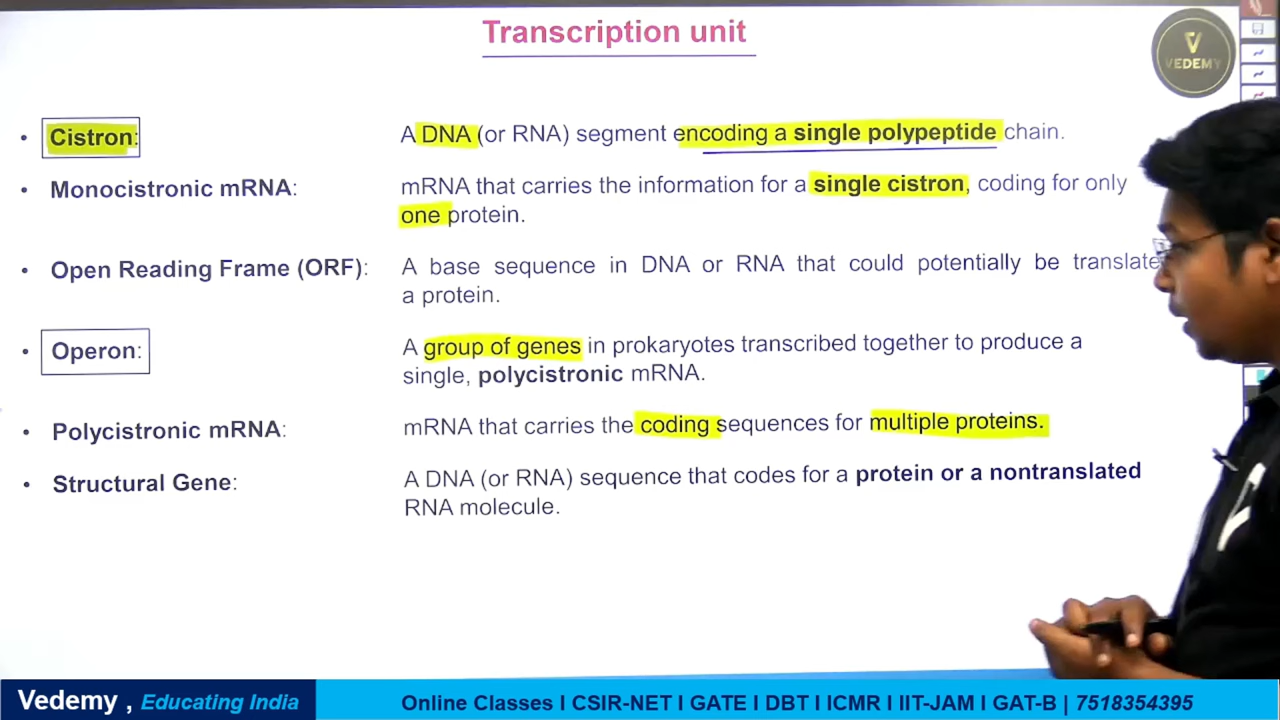 Transcription unit
V
VEDEMY
• Cistron: A DNA (or RNA) segment encoding a single polypeptide chain.
• Monocistronic mRNA: mRNA that carries the information for a single cistron, coding for only
one protein.
• Open Reading Frame (ORF): A base sequence in DNA or RNA that could potentially be translate
a protein.
• Operon: A group of genes in prokaryotes transcribed together to produce a
single, polycistronic mRNA.
• Polycistronic mRNA: mRNA that carries the coding sequences for multiple proteins.
• Structural Gene: A DNA (or RNA) sequence that codes for a protein or a nontranslated
RNA molecule.
Vedemy , Educating India Online Classes I CSIR-NET I GATE I DBT I ICMR I IIT-JAM I GAT-B | 7518354395